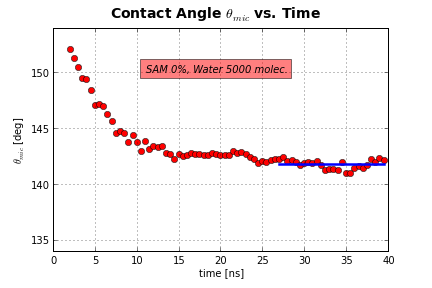 Contact Angle θmic vs. Time
SAM 0%, Water 5000 molec.
θmic [deg]
150
145
140
135
0 5 10 15 20 25 30 35 40
time [ns]